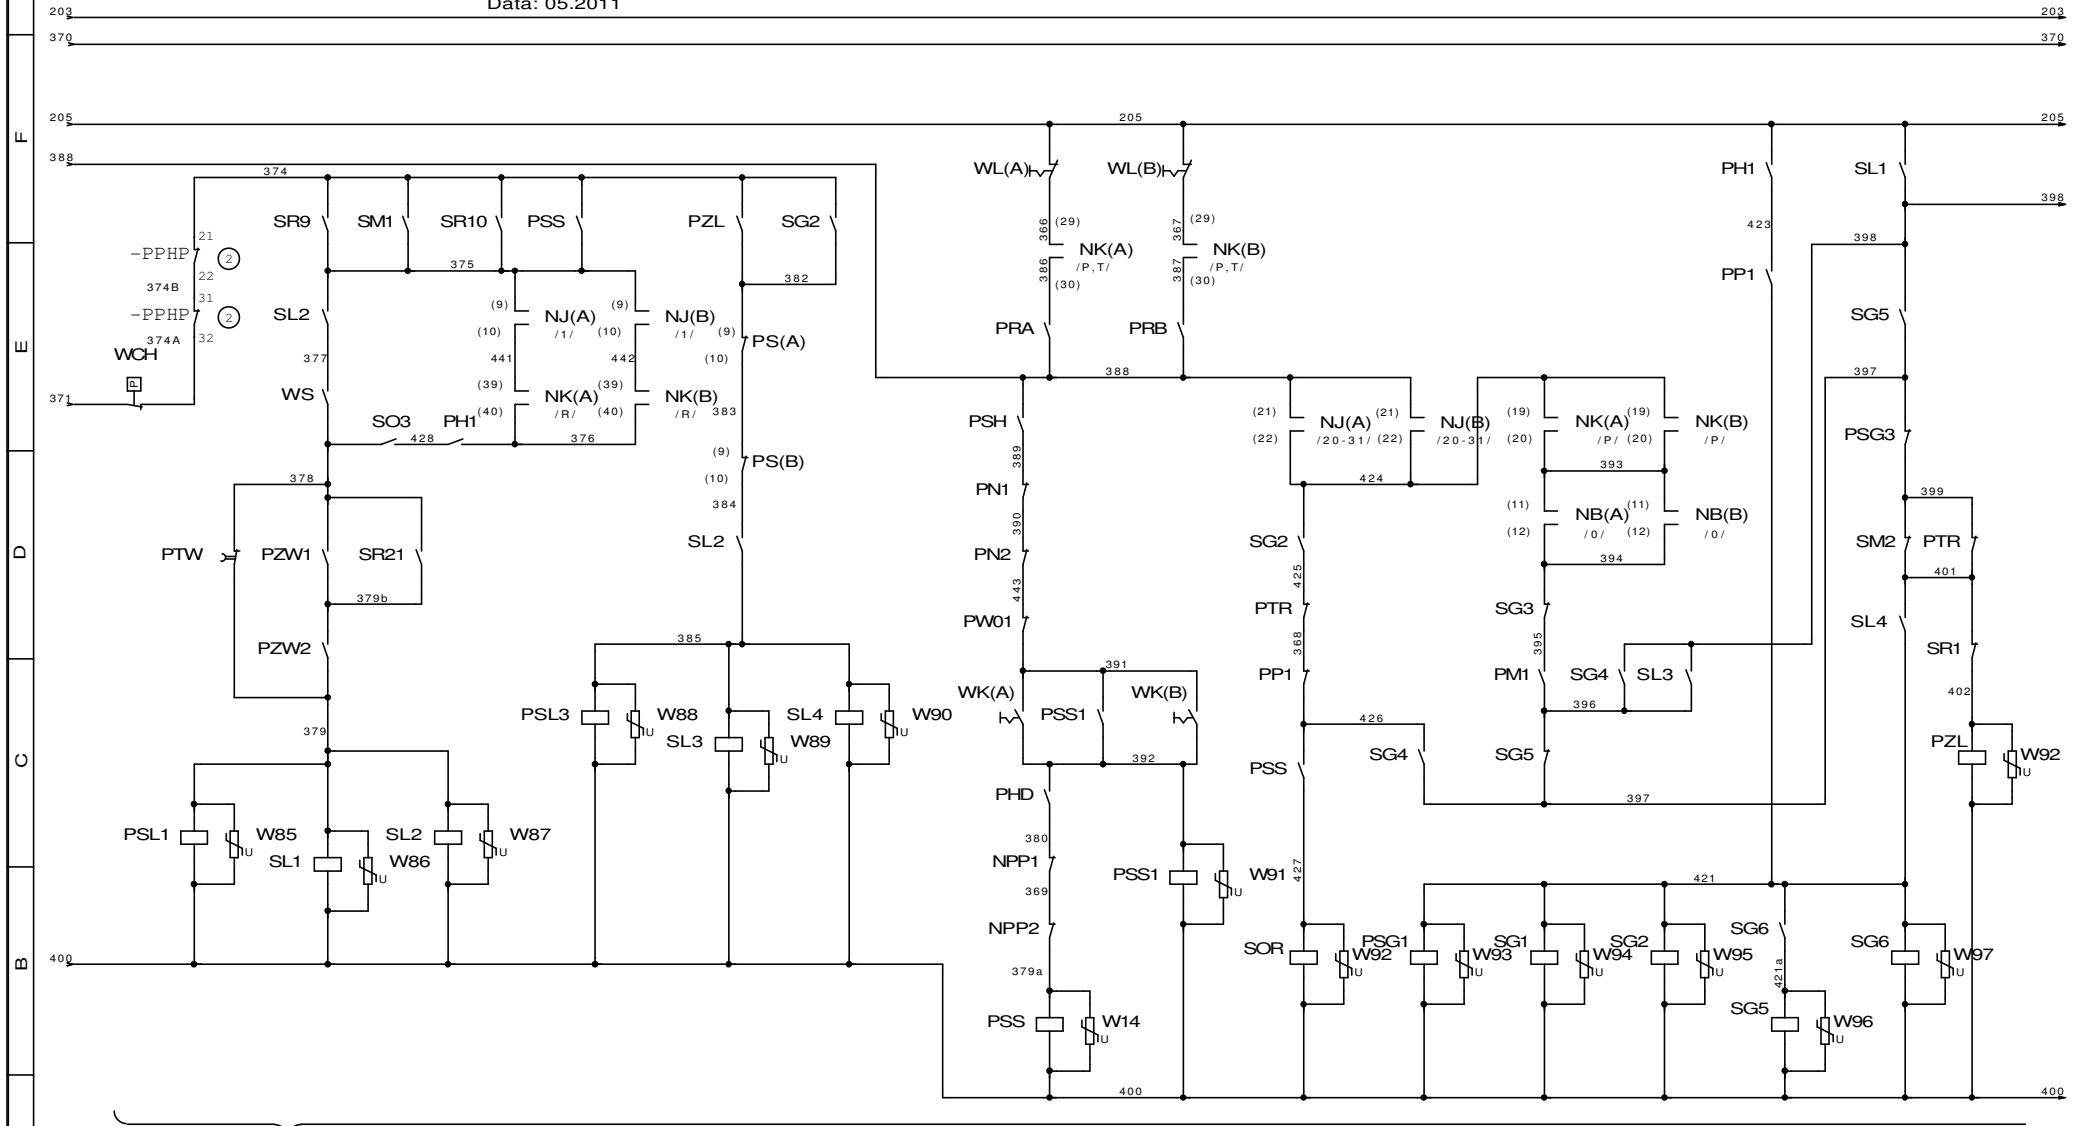 Data: 05.2011
203 203
370 370
F
205 205 205
388
374
WL(A) WL(B) PH1 SL1
398
SR9 SM1 SR10 PSS PZL SG2
366 (29) 367 (29) 423
21
-PPHP 2
22
375 382
NK(A) NK(B)
/P,T/ /P,T/
386 (30) 387 (30)
398
PP1
374B
31
-PPHP 2
32
374A
WCH
P
E
SL2
(9) NJ(A) (9) NJ(B) (9)
(10) /1/ (10) /1/
PS(A)
(10)
PRA PRB
SG5
377 441 442
388
397
371
WS
(39) NK(A) (39) NK(B)
(40) /R/ (40) /R/
383
SO3 428 PH1 376
PSH
(21) NJ(A) (21) NJ(B)
(22) /20-31/ (22) /20-31/
(19) NK(A) (19) NK(B)
(20) /P/ (20) /P/
PSG3
389
(9) PS(B)
(10)
378
384
424
393
399
PN1
390
(11) NB(A) (11) NB(B)
(12) /0/ (12) /0/
D
PTW PZW1 SR21
SL2
PN2
SG2
394
SM2 PTR
401
379b
443
425
PW01
PTR
SG3
SL4
PZW2
385
368
395
SR1
391
WK(A) PSS1 WK(B)
PP1
PM1 SG4 SL3
402
396
PSL3 W88 SL3 W89 SL4 W90
426
379
C
392
PSS SG4 SG5
PZL W92
PHD
397
PSL1 W85 SL1 W86 SL2 W87
380
NPP1
369
PSS1 W91
427
421
NPP2
B
400
379a
SOR W92 PSG1 W93 SG1 W94 SG2 W95 SG6 SG6 W97
421a
PSS W14
SG5 W96
400 400
U U U U U U U U U U U U U U U U